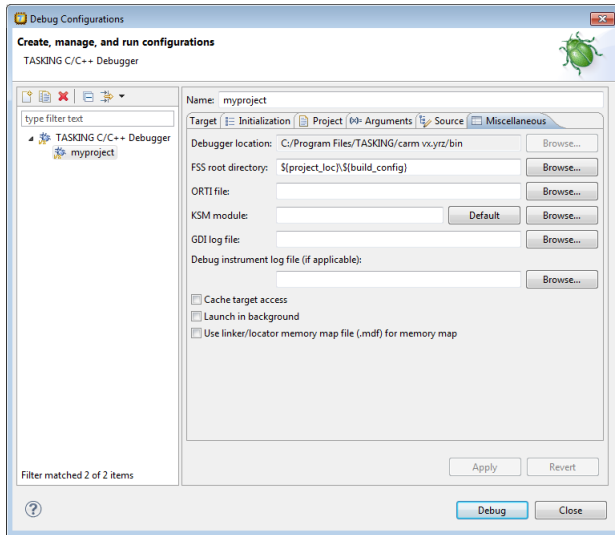 Debug Configurations
Create, manage, and run configurations
TASKING C/C++ Debugger
type filter text
TASKING C/C++ Debugger
myproject
Filter matched 2 of 2 items
Name: myproject
Target Initialization Project (x)= Arguments Source Miscellaneous
Debugger location: C:/Program Files/TASKING/carm vx.yrz/bin Browse...
FSS root directory: ${project_loc}\${build_config} Browse...
ORTI file: Browse...
KSM module: Default Browse...
GDI log file: Browse...
Debug instrument log file (if applicable):
Browse...
Cache target access
Launch in background
Use linker/locator memory map file (.mdf) for memory map
Apply Revert
? Debug Close